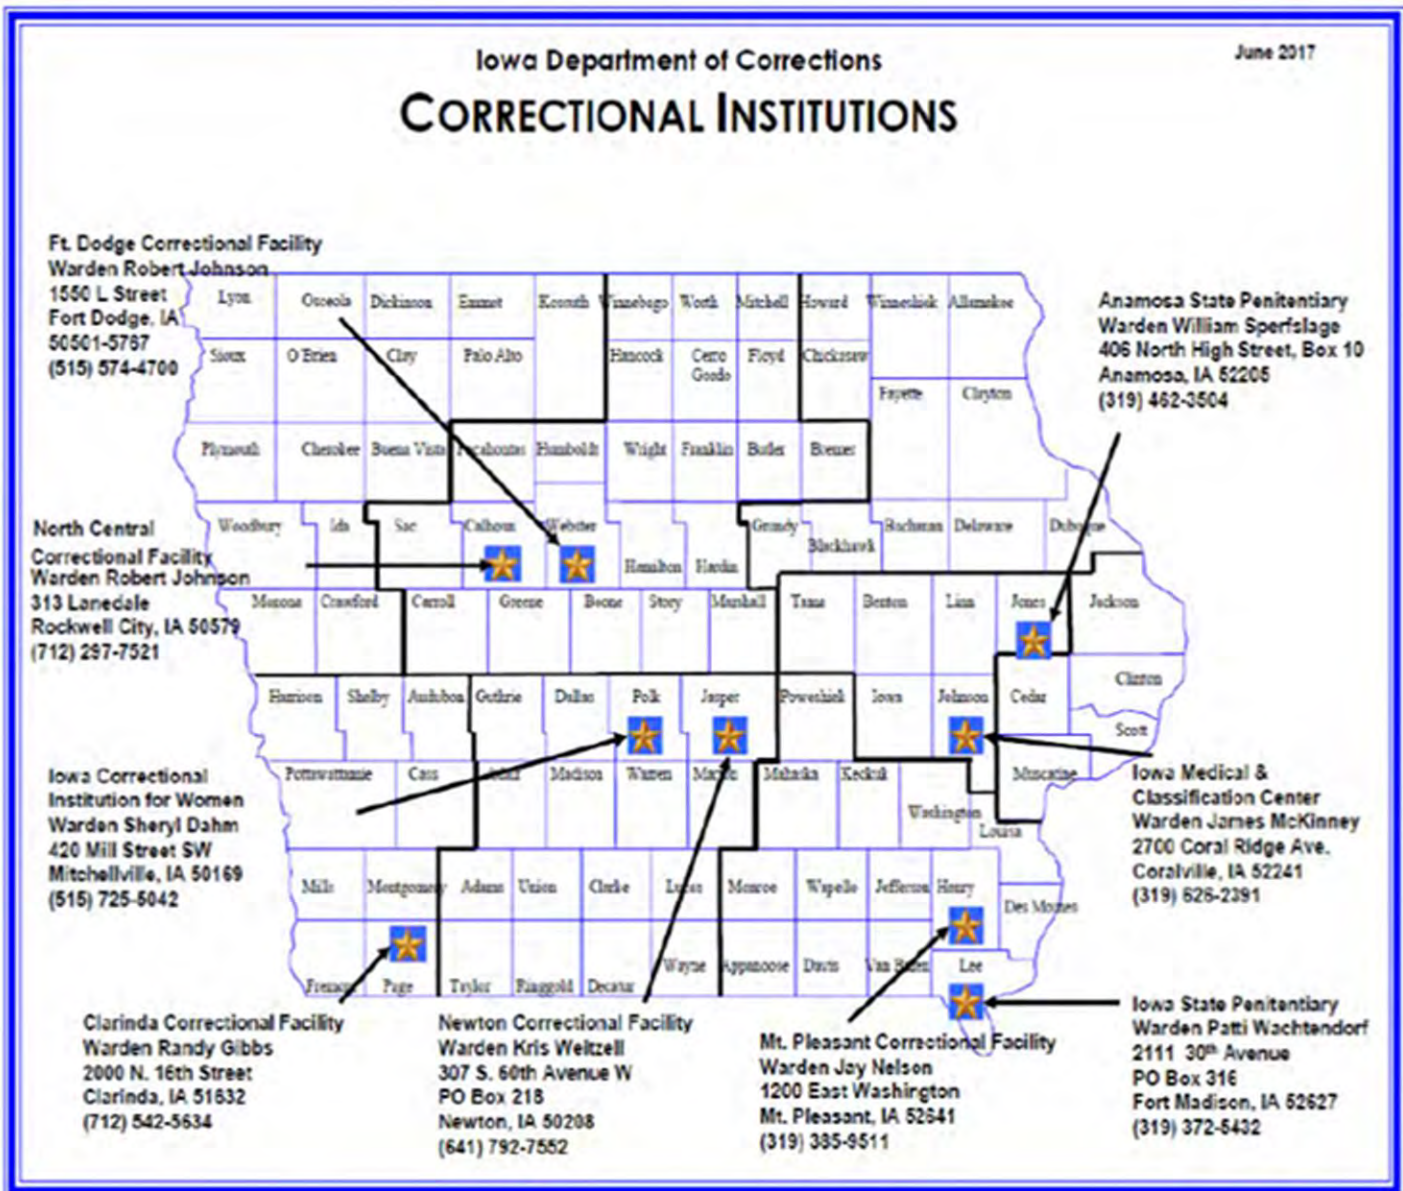 Iowa Department of Corrections
June 2017
CORRECTIONAL INSTITUTIONS
Ft. Dodge Correctional Facility
Warden Robert Johnson
1550 L Street
Fort Dodge, IA
50501-5767
(515) 574-4700
Anamosa State Penitentiary
Warden William Sperfslage
406 North High Street, Box 10
Anamosa, IA 52205
(319) 462-3504
Lyon Osceola Dickinson Emmet Kossuth Winnebago Worth Mitchell Howard Winneshiek Allamakee
Sioux O'Brien Clay Palo Alto Hancock Cerro Floyd Chickasaw
Gordo
Fayette Clayton
Plymouth Cherokee Buena Vista Pocahontas Humboldt Wright Franklin Butler Bremer
North Central
Correctional Facility
Warden Robert Johnson
313 Lanedale
Rockwell City, IA 50579
(712) 297-7521
Woodbury Ida Sac Calhoun Webster Grundy Buchanan Delaware Dubuque
Hamilton Hardin Blackhawk
Monona Crawford Carroll Greene Boone Story Marshall Tama Benton Linn Jones Jackson
Harrison Shelby Audubon Guthrie Dallas Polk Jasper Poweshiek Iowa Johnson Cedar Clinton
Scott
Pottawattamie Cass Adair Madison Warren Marion Mahaska Keokuk Muscatine
Washington
Louisa
Mills Montgomery Adams Union Clarke Lucas Monroe Wapello Jefferson Henry
Des Moines
Fremont Page Taylor Ringgold Decatur Wayne Appanoose Davis Van Buren Lee
Iowa Correctional
Institution for Women
Warden Sheryl Dahm
420 Mill Street SW
Mitchellville, IA 50169
(515) 725-5042
Iowa Medical &
Classification Center
Warden James McKinney
2700 Coral Ridge Ave.
Coralville, IA 52241
(319) 626-2391
Clarinda Correctional Facility
Warden Randy Gibbs
2000 N. 16th Street
Clarinda, IA 51632
(712) 542-5634
Newton Correctional Facility
Warden Kris Weitzell
307 S. 60th Avenue W
PO Box 218
Newton, IA 50208
(641) 792-7552
Mt. Pleasant Correctional Facility
Warden Jay Nelson
1200 East Washington
Mt. Pleasant, IA 52641
(319) 385-9511
Iowa State Penitentiary
Warden Patti Wachtendorf
2111 30th Avenue
PO Box 316
Fort Madison, IA 52627
(319) 372-5432